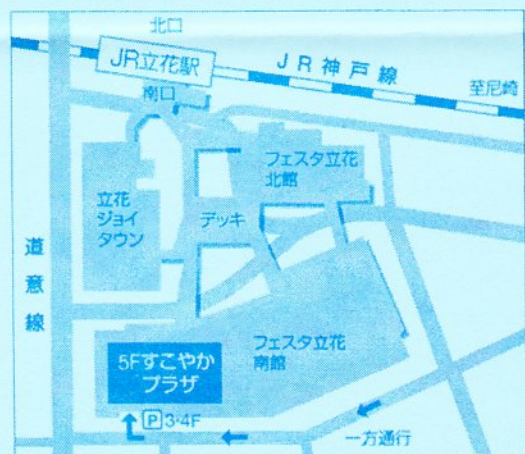 北口
JR立花駅
JR神戸線
至尼崎
南口
フェスタ立花
北館
立花
ジョイ
タウン
デッキ
道意線
フェスタ立花
南館
5Fすこやか
プラザ
P3・4F
一方通行